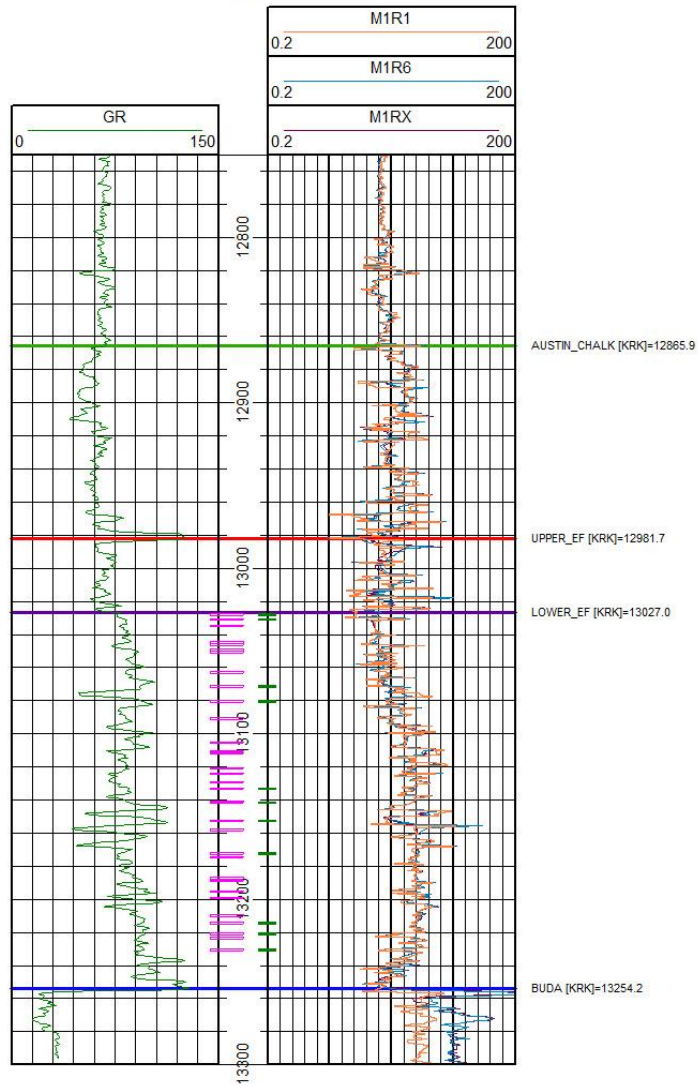 M1R1
0.2 200
M1R6
0.2 200
GR
0 150
M1RX
0.2 200
12800
AUSTIN_CHALK [KRK]=12865.9
12900
UPPER_EF [KRK]=12981.7
13000
LOWER_EF [KRK]=13027.0
13100
13200
BUDA [KRK]=13254.2
13300